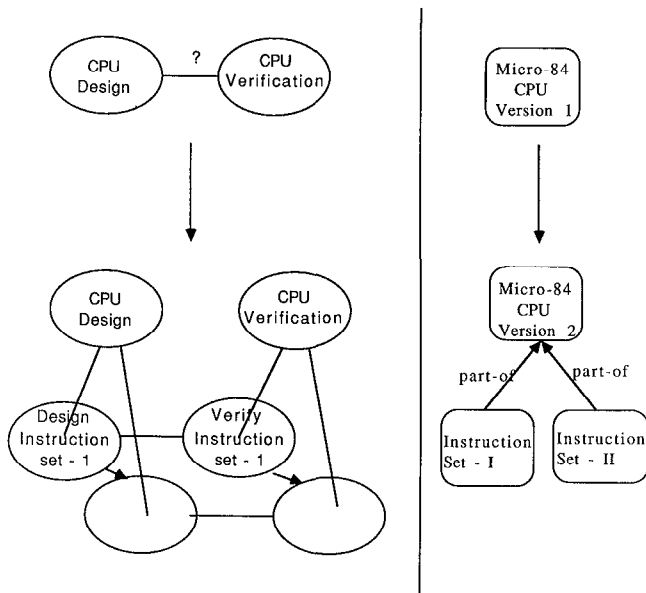 ?
CPU
Design
CPU
Verification
CPU
Design
CPU
Verification
Design
Instruction
set - 1
Verify
Instruction
set - 1
Micro-84
CPU
Version 1
Micro-84
CPU
Version 2
part-of
part-of
Instruction
Set - I
Instruction
Set - II